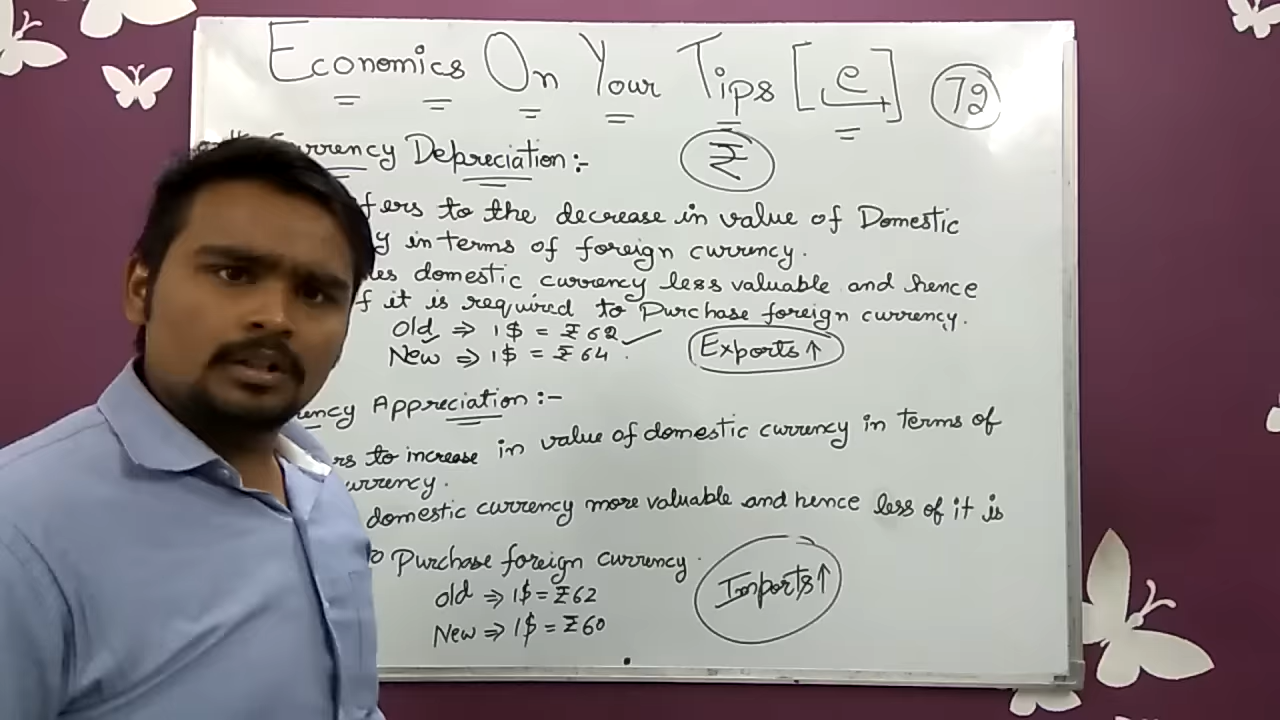 Economics On Your Tips [e]
72
Currency Depreciation:-
₹
to the decrease in value of Domestic
in terms of foreign currency.
domestic currency less valuable and hence
it is required to Purchase foreign currency.
Old ⇒ 1$ = ₹62 ✓
New ⇒ 1$ = ₹64
Exports ↑
Appreciation :-
to increase in value of domestic currency in terms of
domestic currency more valuable and hence less of it is
Purchase foreign currency.
Old ⇒ 1$ = ₹62
New ⇒ 1$ = ₹60
Imports ↑